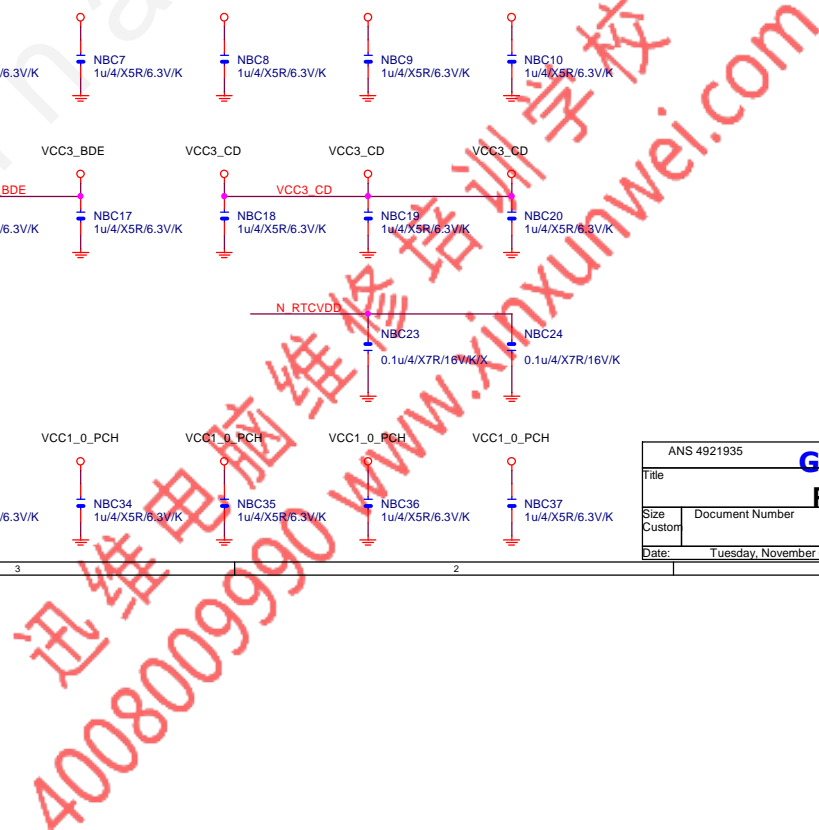 NBC7 NBC8 NBC9 NBC10
/6.3V/K 1u/4/X5R/6.3V/K 1u/4/X5R/6.3V/K 1u/4/X5R/6.3V/K 1u/4/X5R/6.3V/K
VCC3_BDE VCC3_CD VCC3_CD VCC3_CD
BDE VCC3_CD
NBC17 NBC18 NBC19 NBC20
/6.3V/K 1u/4/X5R/6.3V/K 1u/4/X5R/6.3V/K 1u/4/X5R/6.3V/K 1u/4/X5R/6.3V/K
N_RTCVDD
NBC23 NBC24
0.1u/4/X7R/16V/K/X 0.1u/4/X7R/16V/K
VCC1_0_PCH VCC1_0_PCH VCC1_0_PCH VCC1_0_PCH
NBC34 NBC35 NBC36 NBC37
/6.3V/K 1u/4/X5R/6.3V/K 1u/4/X5R/6.3V/K 1u/4/X5R/6.3V/K 1u/4/X5R/6.3V/K
ANS 4921935
G
Title
Size Document Number
Custom
Date: Tuesday, November
3 2
迅维电脑维修培训学校
4008009990 www.xinxunwei.com